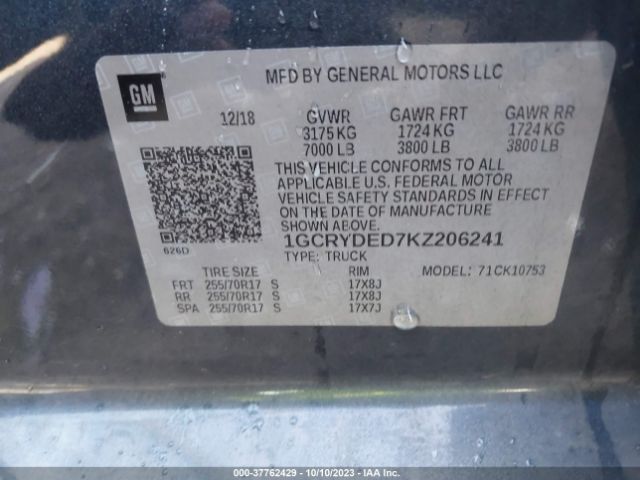 GM
MFD BY GENERAL MOTORS LLC
12/18 GVWR GAWR FRT GAWR RR
3175 KG 1724 KG 1724 KG
7000 LB 3800 LB 3800 LB
THIS VEHICLE CONFORMS TO ALL
APPLICABLE U.S. FEDERAL MOTOR
VEHICLE SAFETY STANDARDS IN EFFECT
ON THE DATE OF MANUFACTURE
SHOWN ABOVE.
1GCRYDED7KZ206241
626D
TYPE: TRUCK MODEL: 71CK10753
TIRE SIZE RIM
FRT 255/70R17 S 17X8J
RR 255/70R17 S 17X8J
SPA 255/70R17 S 17X7J
000-37762429 - 10/10/2023 - IAA Inc.